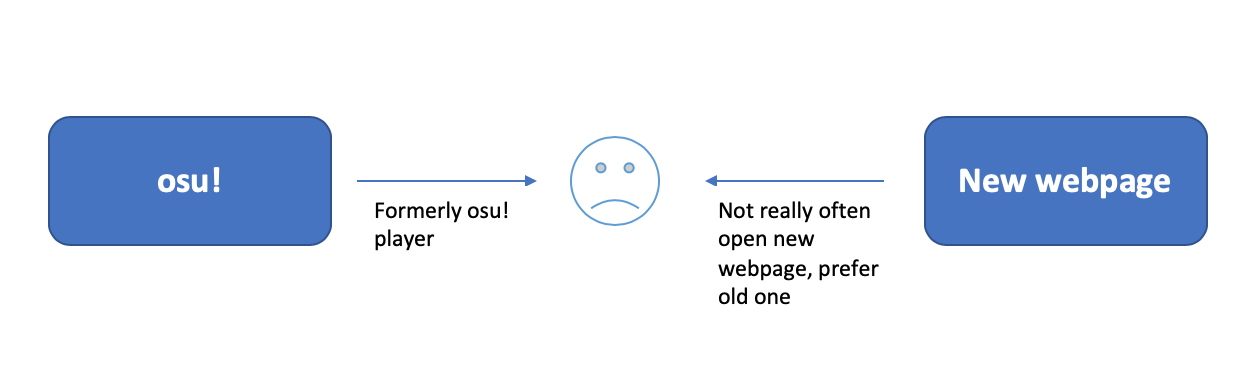 osu!
Formerly osu!
player
Not really often
open new
webpage, prefer
old one
New webpage